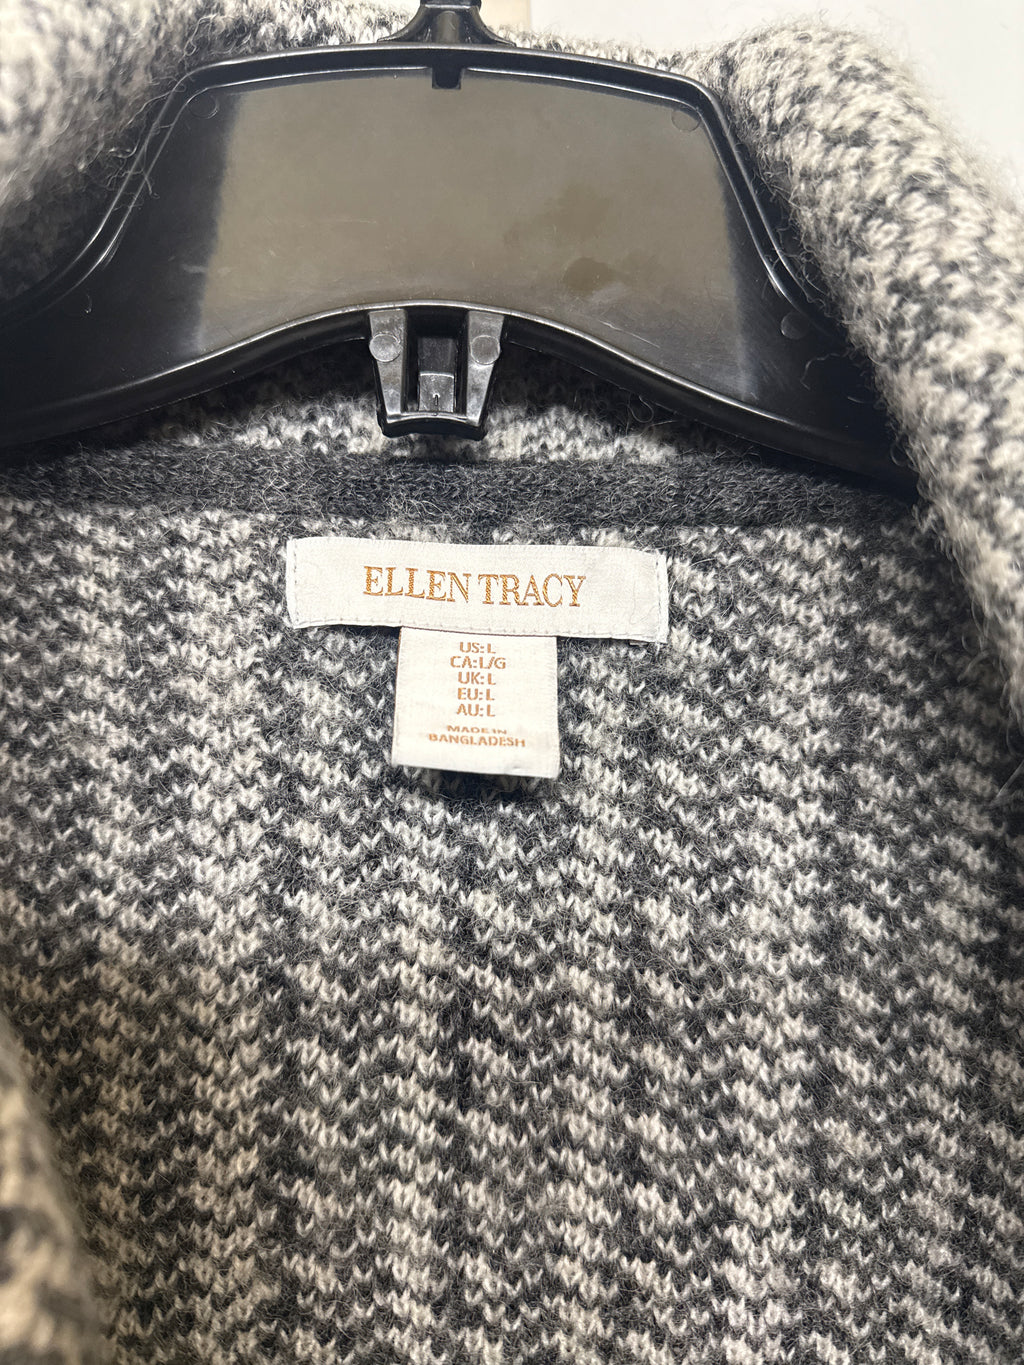 ELLEN TRACY
US:L
CA:L/G
UK:L
EU:L
AU:L
MADE IN
BANGLADESH